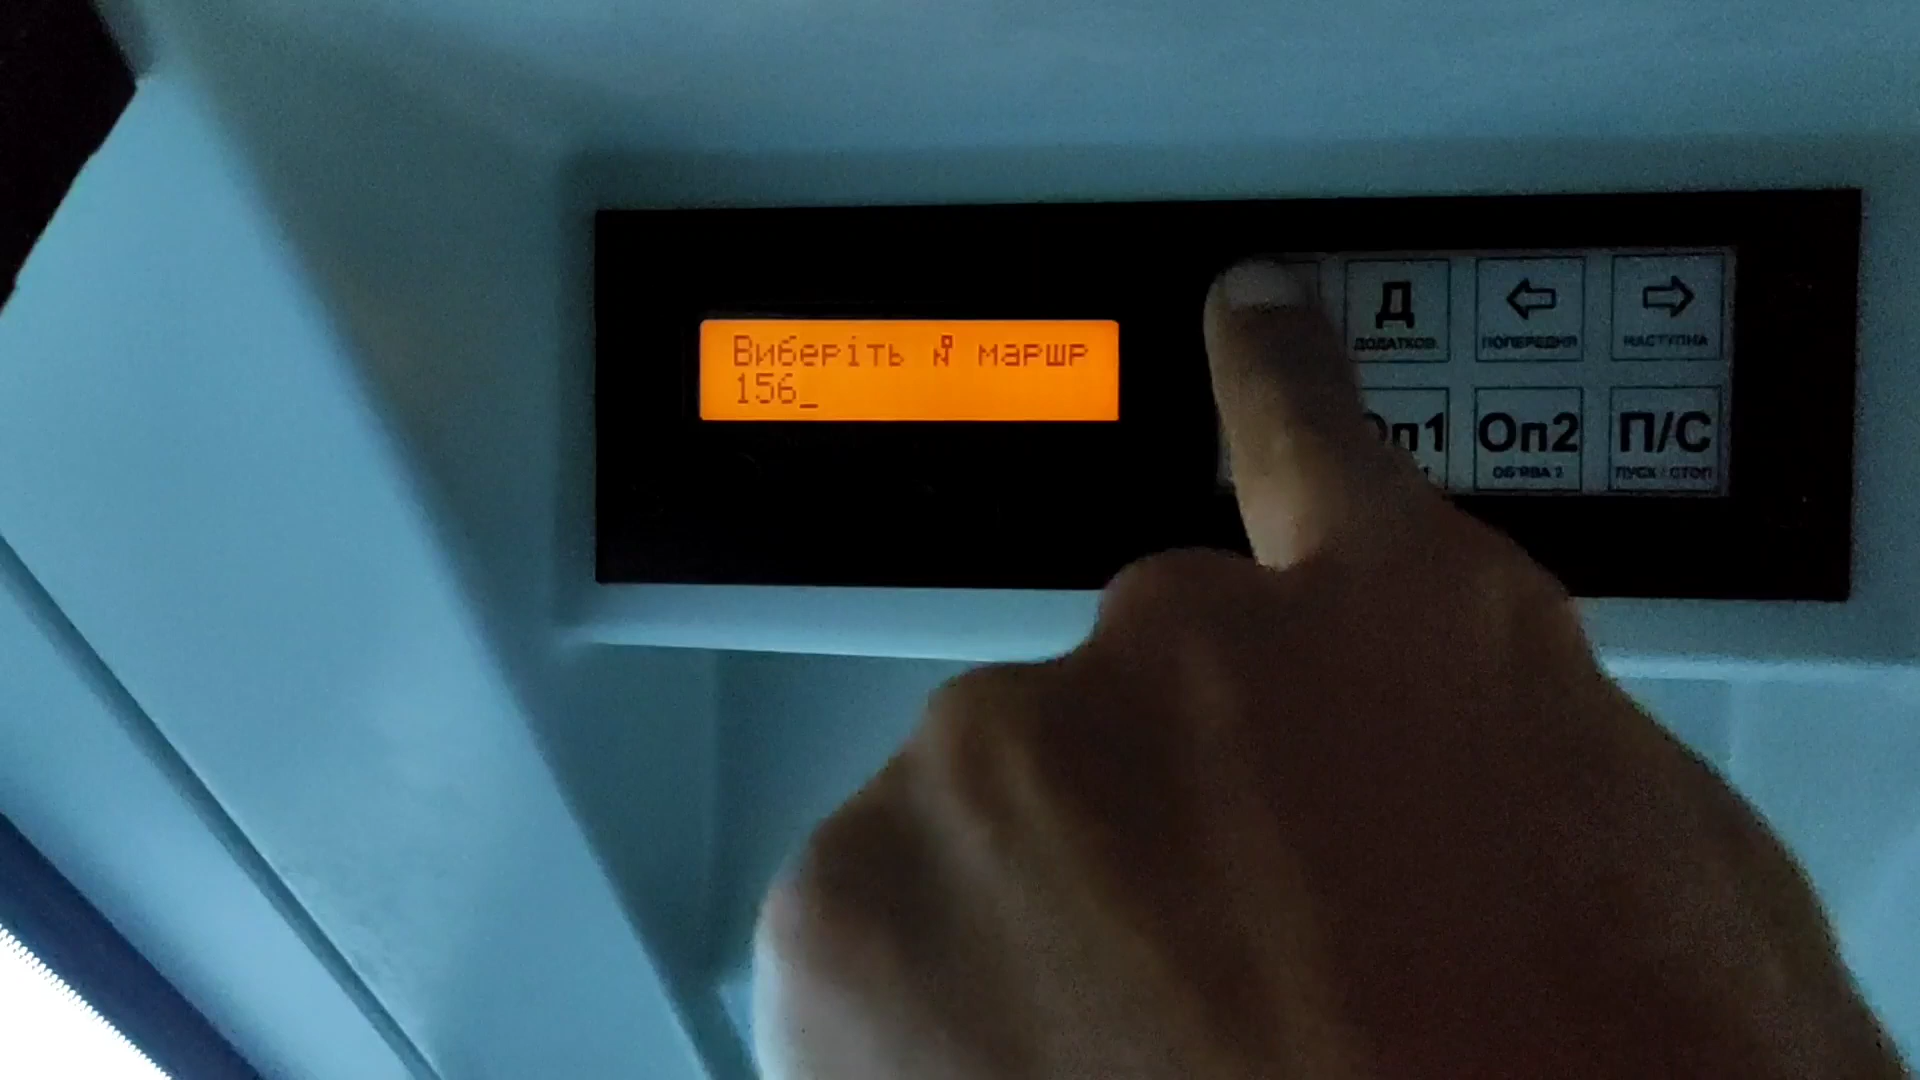 Виберіть № маршр
156_
Д
ДОДАТКОВ.
ПОПЕРЕДНЯ
НАСТУПНА
Оп1
Оп2
ОБ'ЯВА 2
П/С
ПУСК / СТОП